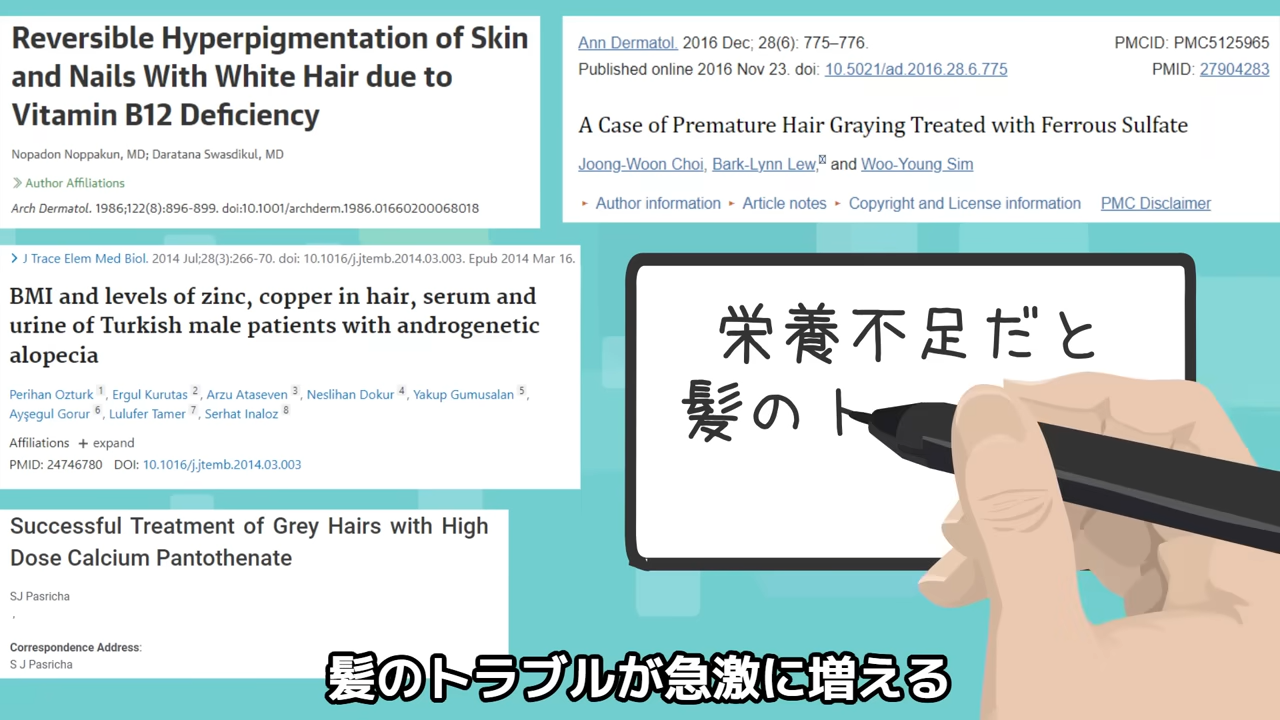 Reversible Hyperpigmentation of Skin
and Nails With White Hair due to
Vitamin B12 Deficiency
Nopadon Noppakun, MD; Daratana Swasdikul, MD
Author Affiliations
Arch Dermatol. 1986;122(8):896-899. doi:10.1001/archderm.1986.01660200068018
Ann Dermatol. 2016 Dec; 28(6): 775–776.
PMCID: PMC5125965
Published online 2016 Nov 23. doi: 10.5021/ad.2016.28.6.775
PMID: 27904283
A Case of Premature Hair Graying Treated with Ferrous Sulfate
Joong-Woon Choi, Bark-Lynn Lew, and Woo-Young Sim
Author information
Article notes
Copyright and License information
PMC Disclaimer
J Trace Elem Med Biol. 2014 Jul;28(3):266-70. doi: 10.1016/j.jtemb.2014.03.003. Epub 2014 Mar 16.
BMI and levels of zinc, copper in hair, serum and
urine of Turkish male patients with androgenetic
alopecia
Perihan Ozturk 1, Ergul Kurutas 2, Arzu Ataseven 3, Neslihan Dokur 4, Yakup Gumusalan 5,
Ayşegul Gorur 6, Lulufer Tamer 7, Serhat Inaloz 8
Affiliations + expand
PMID: 24746780 DOI: 10.1016/j.jtemb.2014.03.003
栄養不足だと
髪のト
Successful Treatment of Grey Hairs with High
Dose Calcium Pantothenate
SJ Pasricha
,
Correspondence Address:
S J Pasricha
髪のトラブルが急激に増える